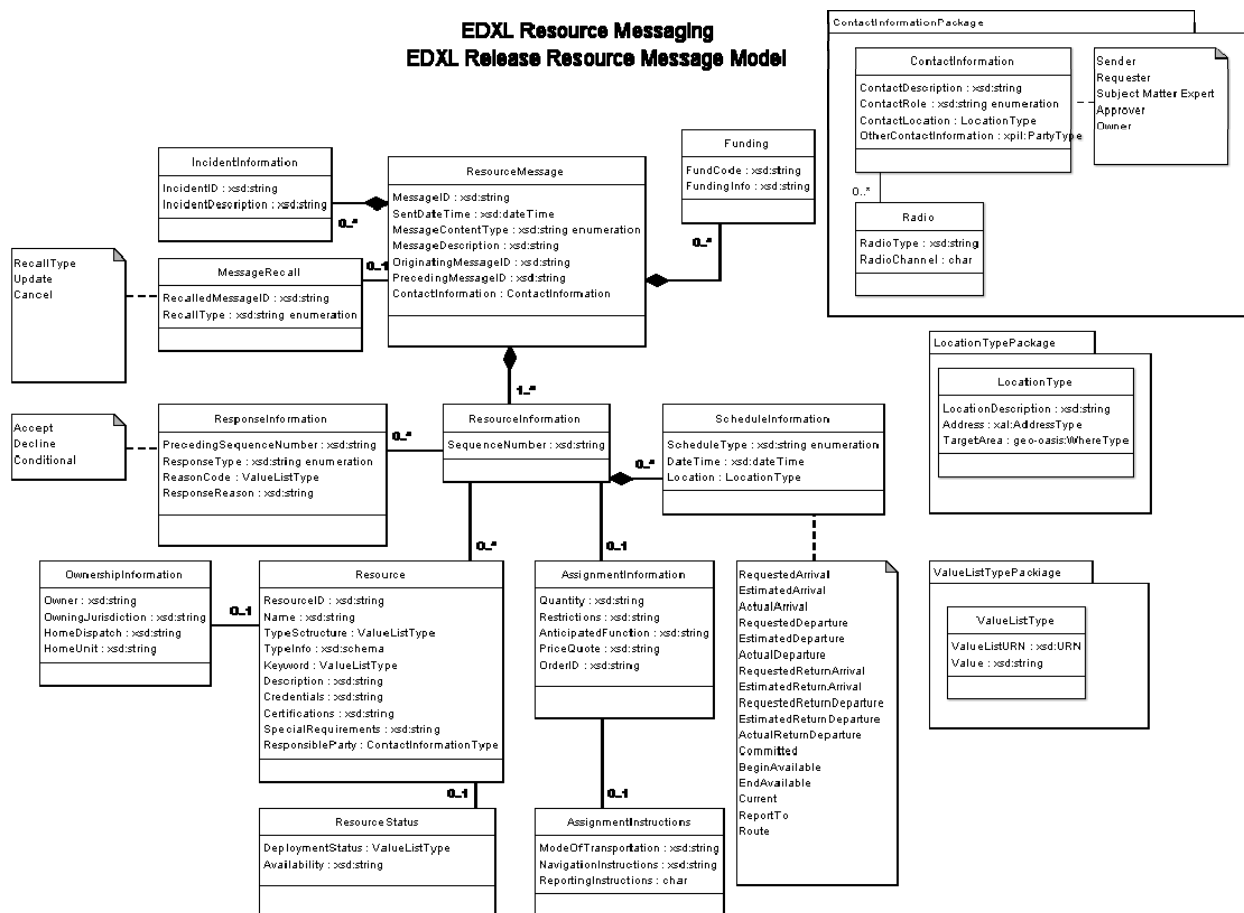 EDXL Resource Messaging
EDXL Release Resource Message Model
ContactInformationPackage
ContactInformation
ContactDescription : xsd:string
ContactRole : xsd:string enumeration
ContactLocation : LocationType
OtherContactInformation : xpil:PartyType
Sender
Requester
Subject Matter Expert
Approver
Owner
0..*
Radio
RadioType : xsd:string
RadioChannel : char
IncidentInformation
IncidentID : xsd:string
IncidentDescription : xsd:string
0..*
ResourceMessage
MessageID : xsd:string
SentDateTime : xsd:dateTime
MessageContentType : xsd:string enumeration
MessageDescription : xsd:string
OriginatingMessageID : xsd:string
PrecedingMessageID : xsd:string
ContactInformation : ContactInformation
Funding
FundCode : xsd:string
FundingInfo : xsd:string
0..*
RecallType
Update
Cancel
MessageRecall
RecalledMessageID : xsd:string
RecallType : xsd:string enumeration
0..1
1..*
LocationTypePackage
LocationType
LocationDescription : xsd:string
Address : xal:AddressType
TargetArea : geo-oasis:WhereType
Accept
Decline
Conditional
ResponseInformation
PrecedingSequenceNumber : xsd:string
ResponseType : xsd:string enumeration
ReasonCode : ValueListType
ResponseReason : xsd:string
0..*
ResourceInformation
SequenceNumber : xsd:string
ScheduleInformation
ScheduleType : xsd:string enumeration
DateTime : xsd:dateTime
Location : LocationType
0..*
0..*
0..1
OwnershipInformation
Owner : xsd:string
OwningJurisdiction : xsd:string
HomeDispatch : xsd:string
HomeUnit : xsd:string
0..1
Resource
ResourceID : xsd:string
Name : xsd:string
TypeSctructure : ValueListType
TypeInfo : xsd:schema
Keyword : ValueListType
Description : xsd:string
Credentials : xsd:string
Certifications : xsd:string
SpecialRequirements : xsd:string
ResponsibleParty : ContactInformationType
AssignmentInformation
Quantity : xsd:string
Restrictions : xsd:string
AnticipatedFunction : xsd:string
PriceQuote : xsd:string
OrderID : xsd:string
RequestedArrival
EstimatedArrival
ActualArrival
RequestedDeparture
EstimatedDeparture
ActualDeparture
RequestedReturnArrival
EstimatedReturnArrival
RequestedReturnDeparture
EstimatedReturnDeparture
ActualReturnDeparture
Committed
BeginAvailable
EndAvailable
Current
ReportTo
Route
ValueListTypePackage
ValueListType
ValueListURN : xsd:URN
Value : xsd:string
0..1
0..1
ResourceStatus
DeploymentStatus : ValueListType
Availability : xsd:string
AssignmentInstructions
ModeOfTransportation : xsd:string
NavigationInstructions : xsd:string
ReportingInstructions : char